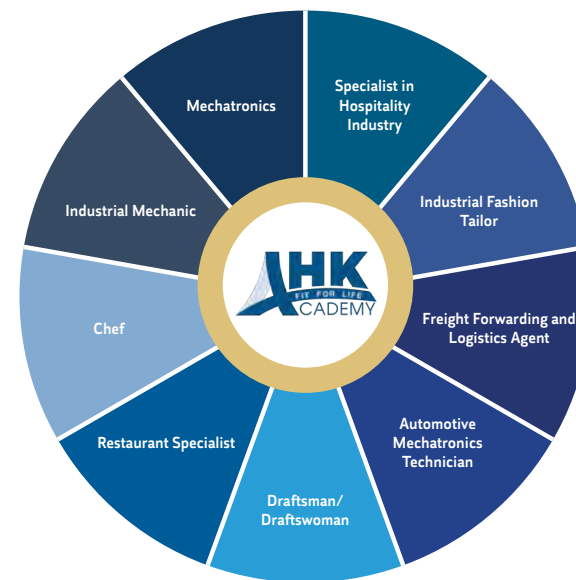 Mechatronics
Specialist in
Hospitality
Industry
Industrial Fashion
Tailor
Freight Forwarding and
Logistics Agent
Automotive
Mechatronics
Technician
Draftsman/
Draftswoman
Restaurant Specialist
Chef
Industrial Mechanic
AHK
FIT FOR LIFE
ACADEMY